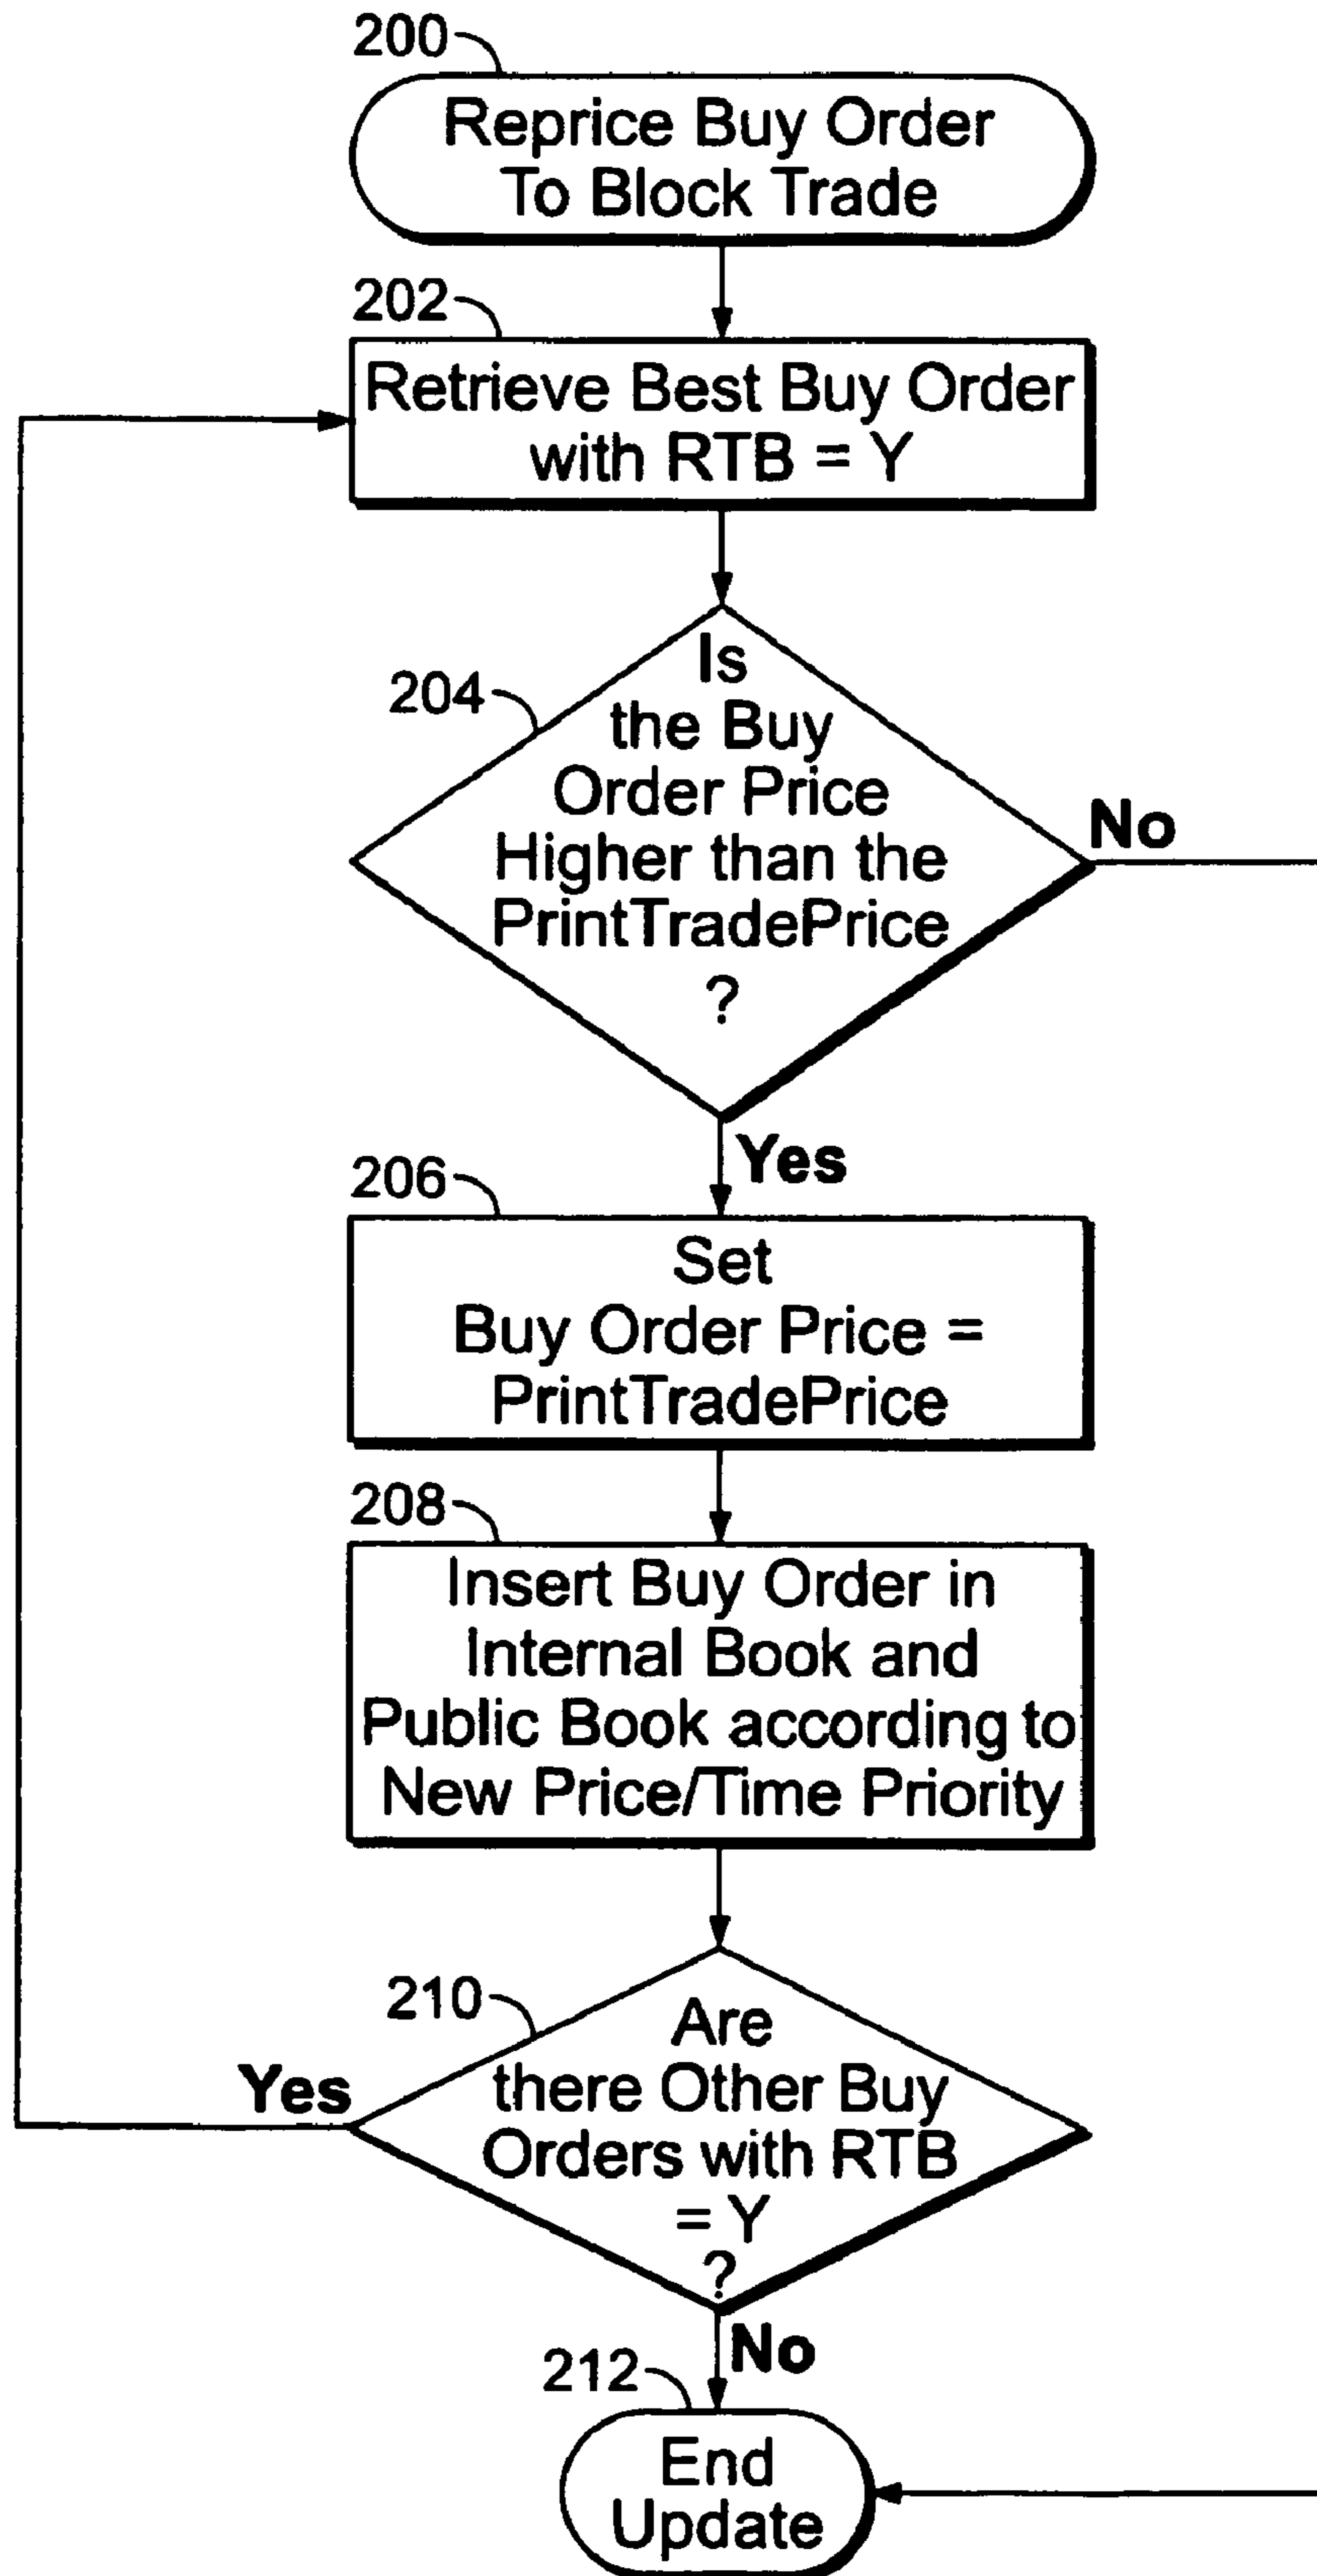 200
Reprice Buy Order
To Block Trade
202
Retrieve Best Buy Order
with RTB = Y
204
Is
the Buy
Order Price
Higher than the
PrintTradePrice
?
No
Yes
206
Set
Buy Order Price =
PrintTradePrice
208
Insert Buy Order in
Internal Book and
Public Book according to
New Price/Time Priority
210
Are
there Other Buy
Orders with RTB
= Y
?
Yes
No
212
End
Update